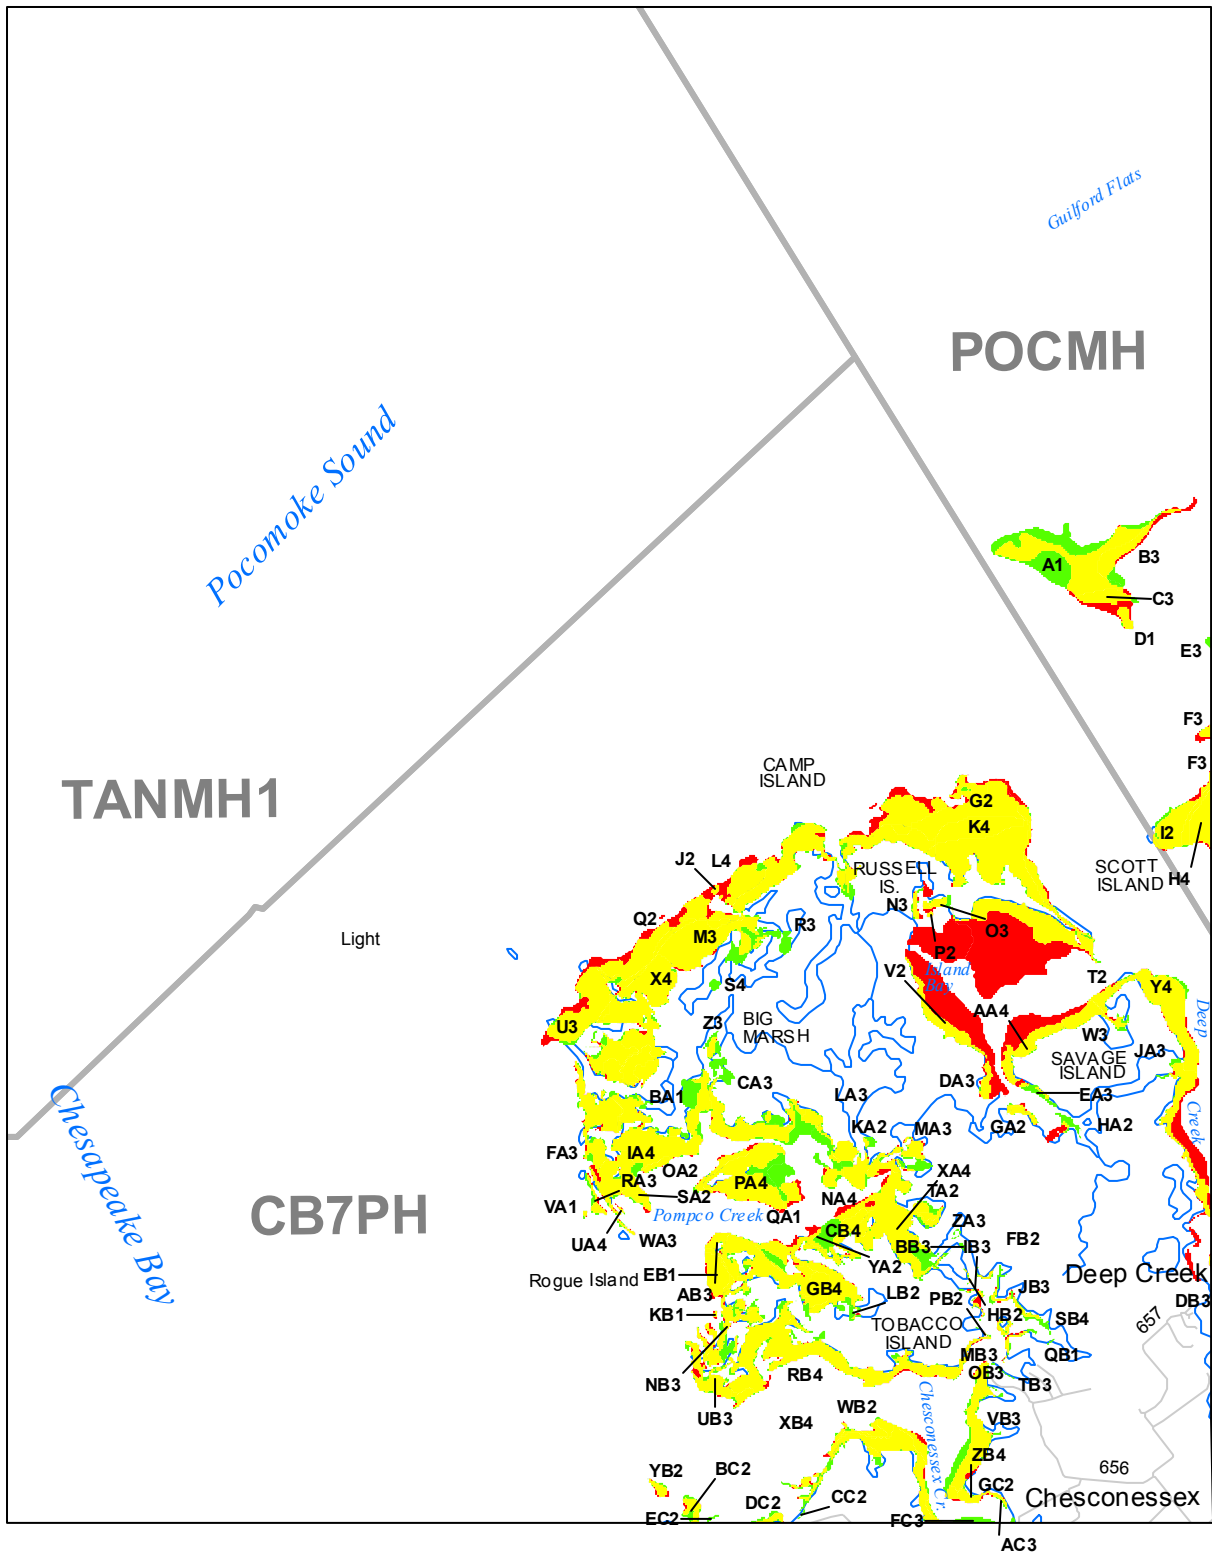 Guilford Flats
POCMH
Pocomoke Sound
A1
B3
C3
D1
E3
F3
F3
TANMH1
CAMP
ISLAND
G2
K4
I2
H4
SCOTT
ISLAND
J2
L4
RUSSELL
IS.
N3
Q2
M3
R3
O3
P2
Light
X4
S4
V2
Island
Bay
T2
Y4
U3
Z3
BIG
MARSH
AA4
W3
SAVAGE
ISLAND
JA3
Deep
Creek
BA1
CA3
LA3
DA3
EA3
KA2
MA3
GA2
HA2
FA3
IA4
OA2
RA3
SA2
PA4
NA4
XA4
TA2
VA1
Pompco Creek
QA1
CB4
ZA3
UA4
WA3
BB3
IB3
FB2
YA2
Chesapeake Bay
CB7PH
Rogue Island
EB1
AB3
GB4
LB2
PB2
JB3
Deep Creek
KB1
HB2
SB4
DB3
657
TOBACCO
ISLAND
MB3
QB1
NB3
RB4
OB3
TB3
UB3
XB4
WB2
Chesconessex Cr.
VB3
ZB4
656
YB2
BC2
DC2
CC2
GC2
Chesconessex
EC2
FC3
AC3